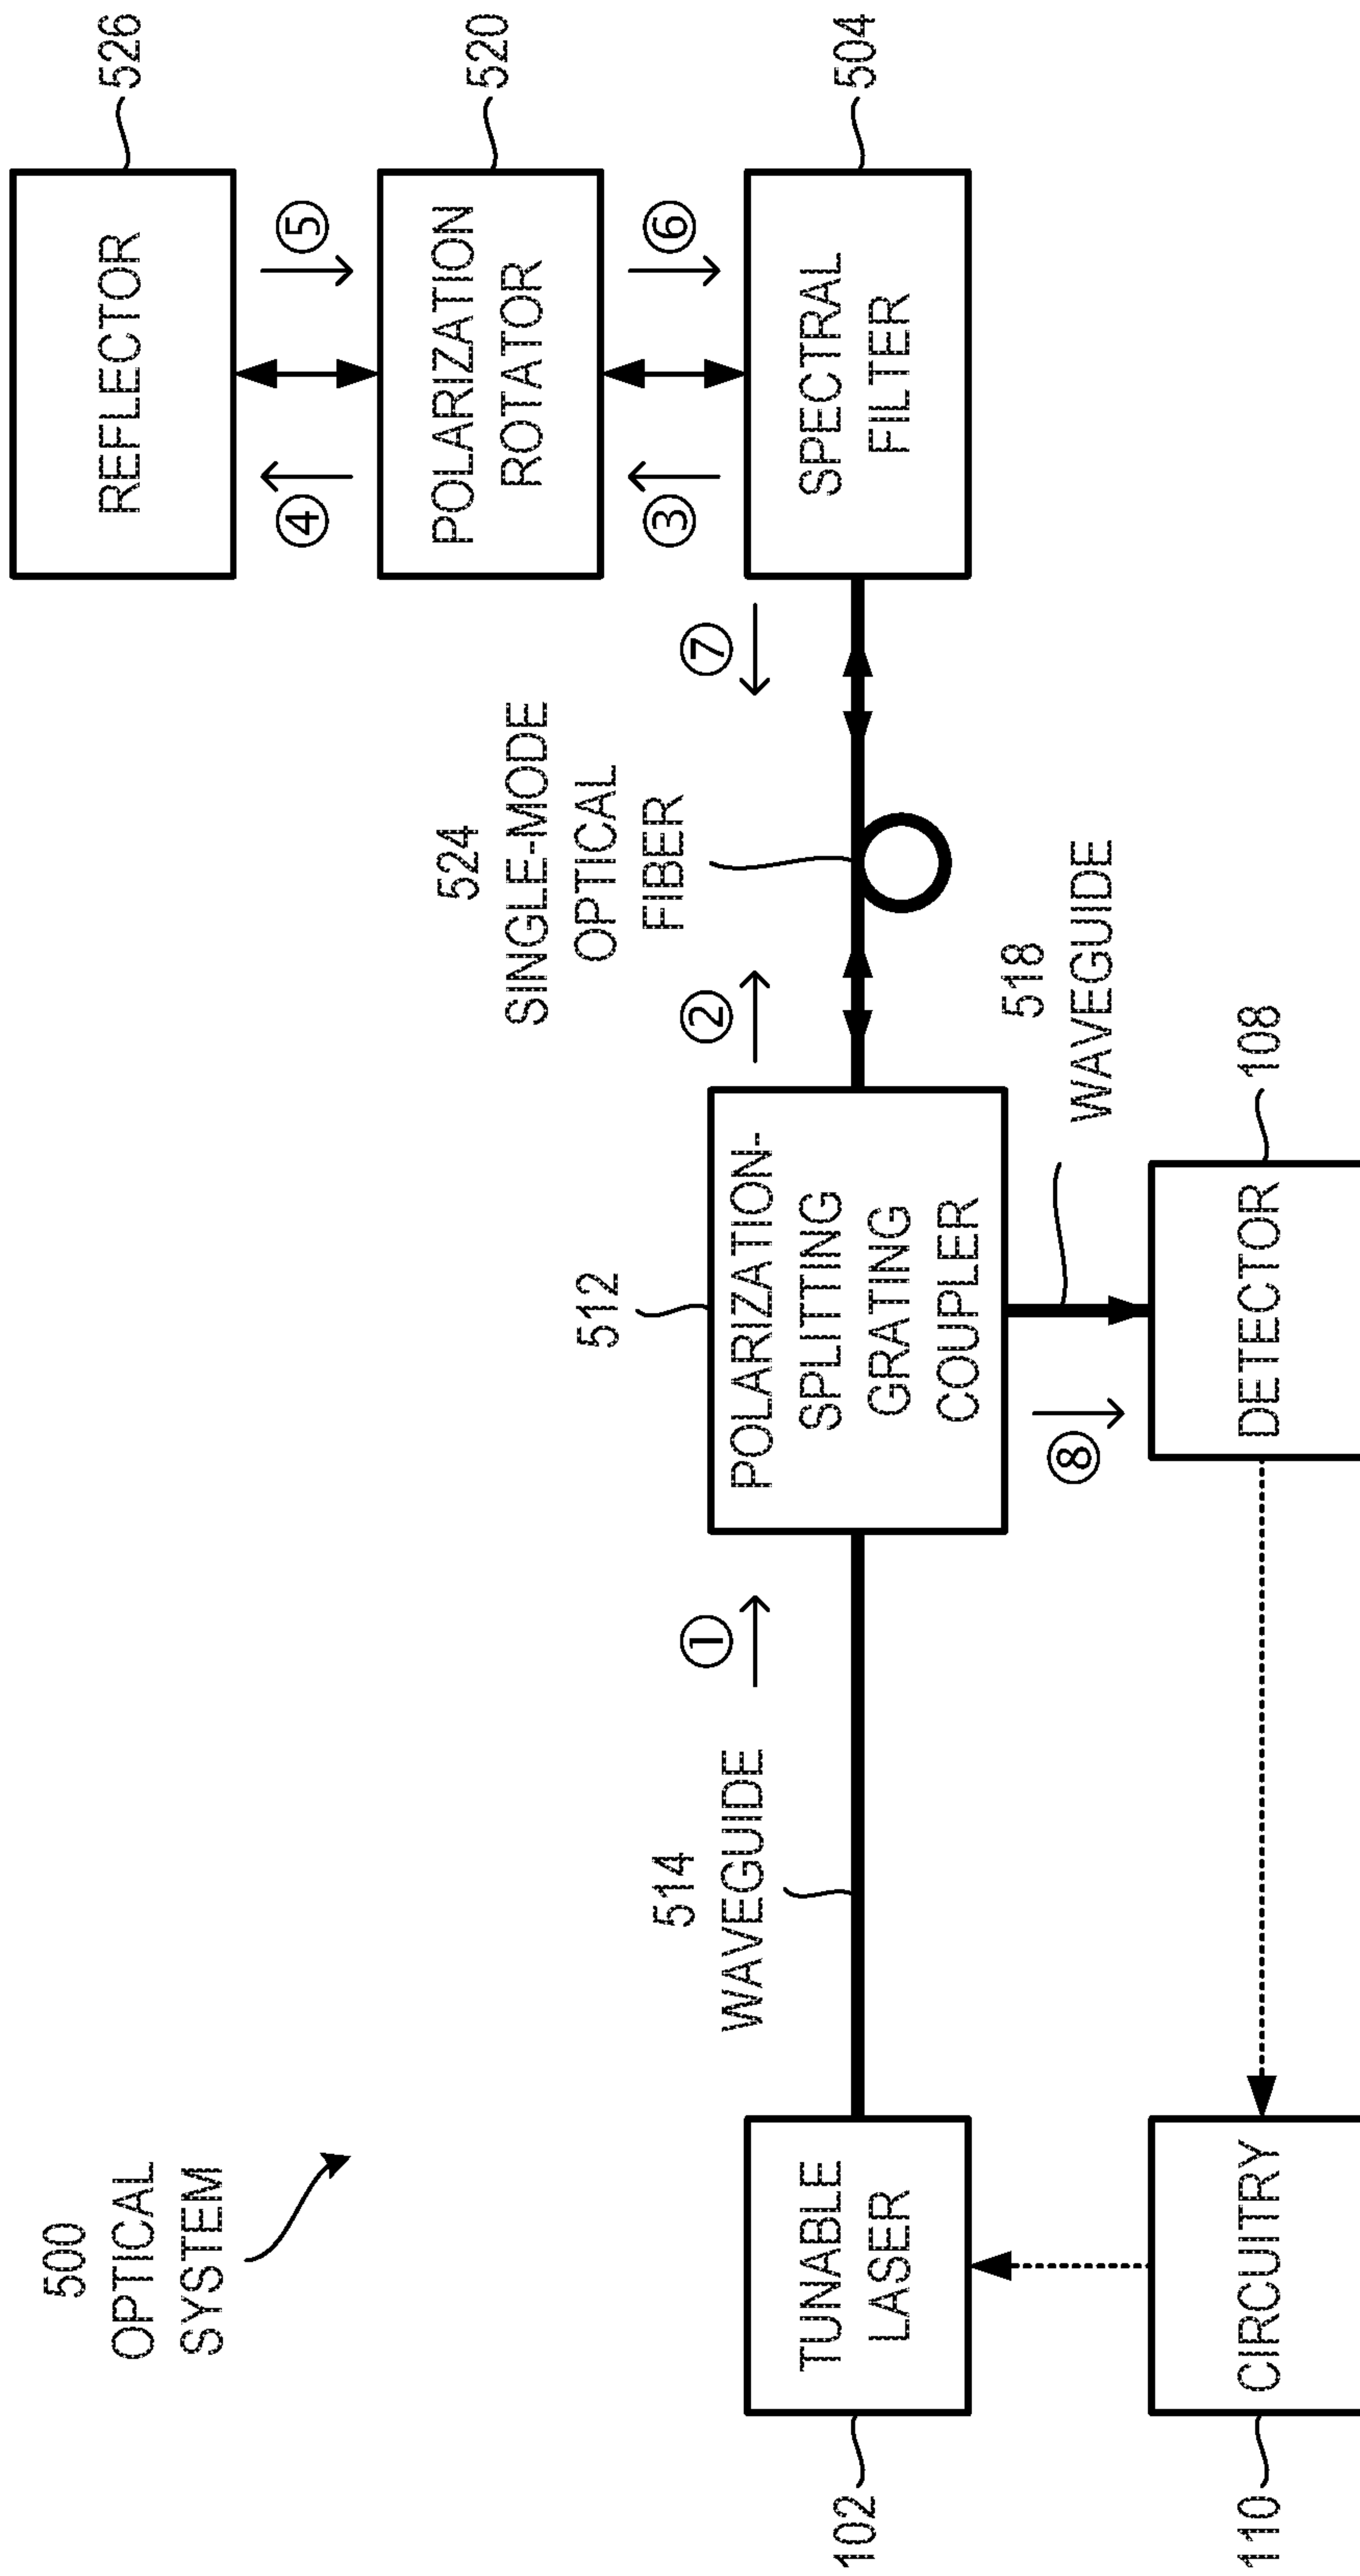 500
OPTICAL
SYSTEM
526
REFLECTOR
④
⑤
520
POLARIZATION
ROTATOR
③
⑥
504
SPECTRAL
FILTER
524
SINGLE-MODE
OPTICAL
FIBER
⑦
②
512
POLARIZATION-
SPLITTING
GRATING
COUPLER
①
514
WAVEGUIDE
102
TUNABLE
LASER
518
WAVEGUIDE
⑧
108
DETECTOR
110
CIRCUITRY